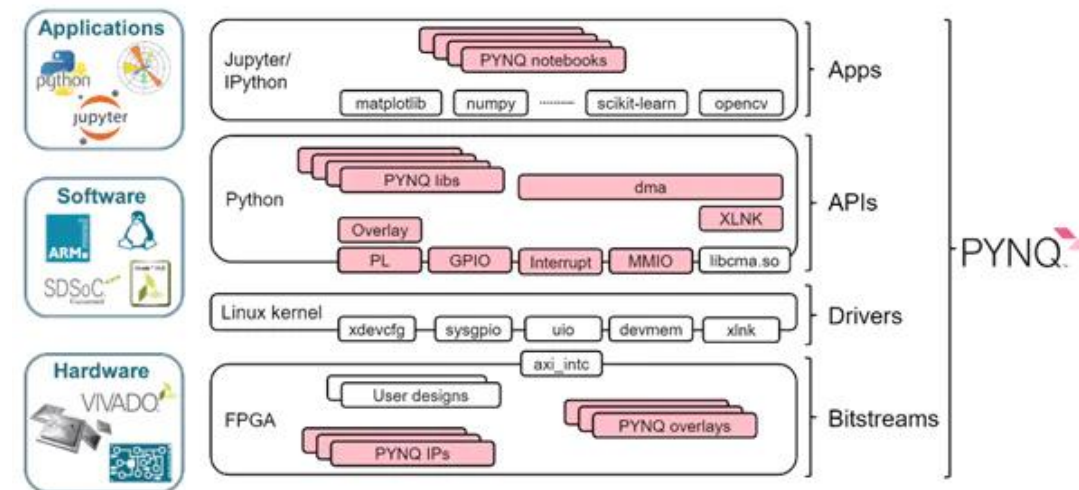 Applications
python
jupyter
Software
ARM
SDSoC
Hardware
VIVADO
Jupyter/
IPython
PYNQ notebooks
matplotlib
numpy
scikit-learn
opencv
Apps
Python
PYNQ libs
dma
XLNK
Overlay
PL
GPIO
Interrupt
MMIO
libcma.so
APIs
Linux kernel
xdevcfg
sysgpio
uio
devmem
xlnk
Drivers
axi_intc
FPGA
User designs
PYNQ overlays
PYNQ IPs
Bitstreams
PYNQ